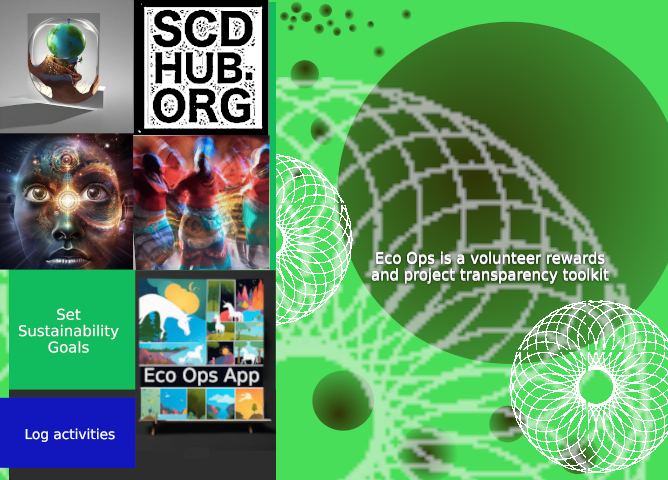 SCD
HUB.
ORG
Set
Sustainability
Goals
Eco Ops App
Log activities
Eco Ops is a volunteer rewards
and project transparency toolkit